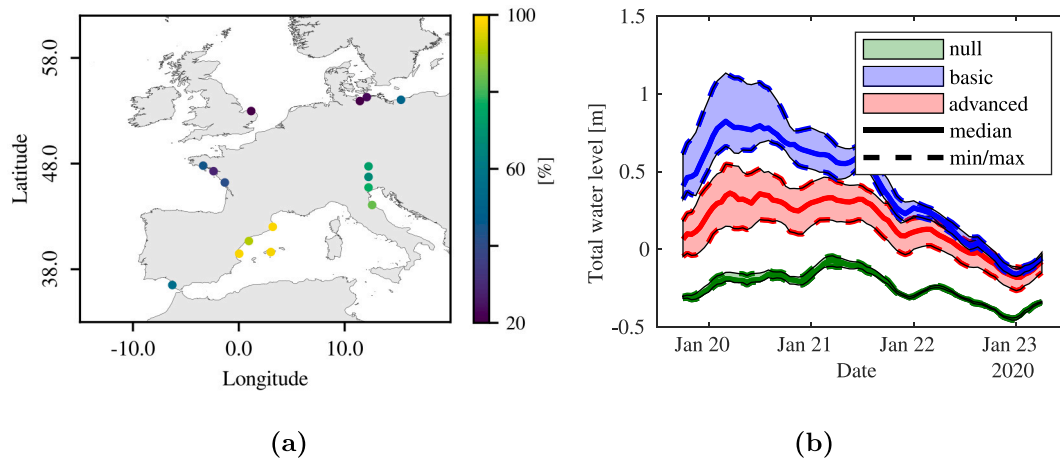 58.0
48.0
38.0
Latitude
-10.0
0.0
10.0
Longitude
100
60
20
[%]
(a)
1.5
1
0.5
0
-0.5
Total water level [m]
null
basic
advanced
median
min/max
Jan 20
Jan 21
Jan 22
Jan 23
Date
2020
(b)